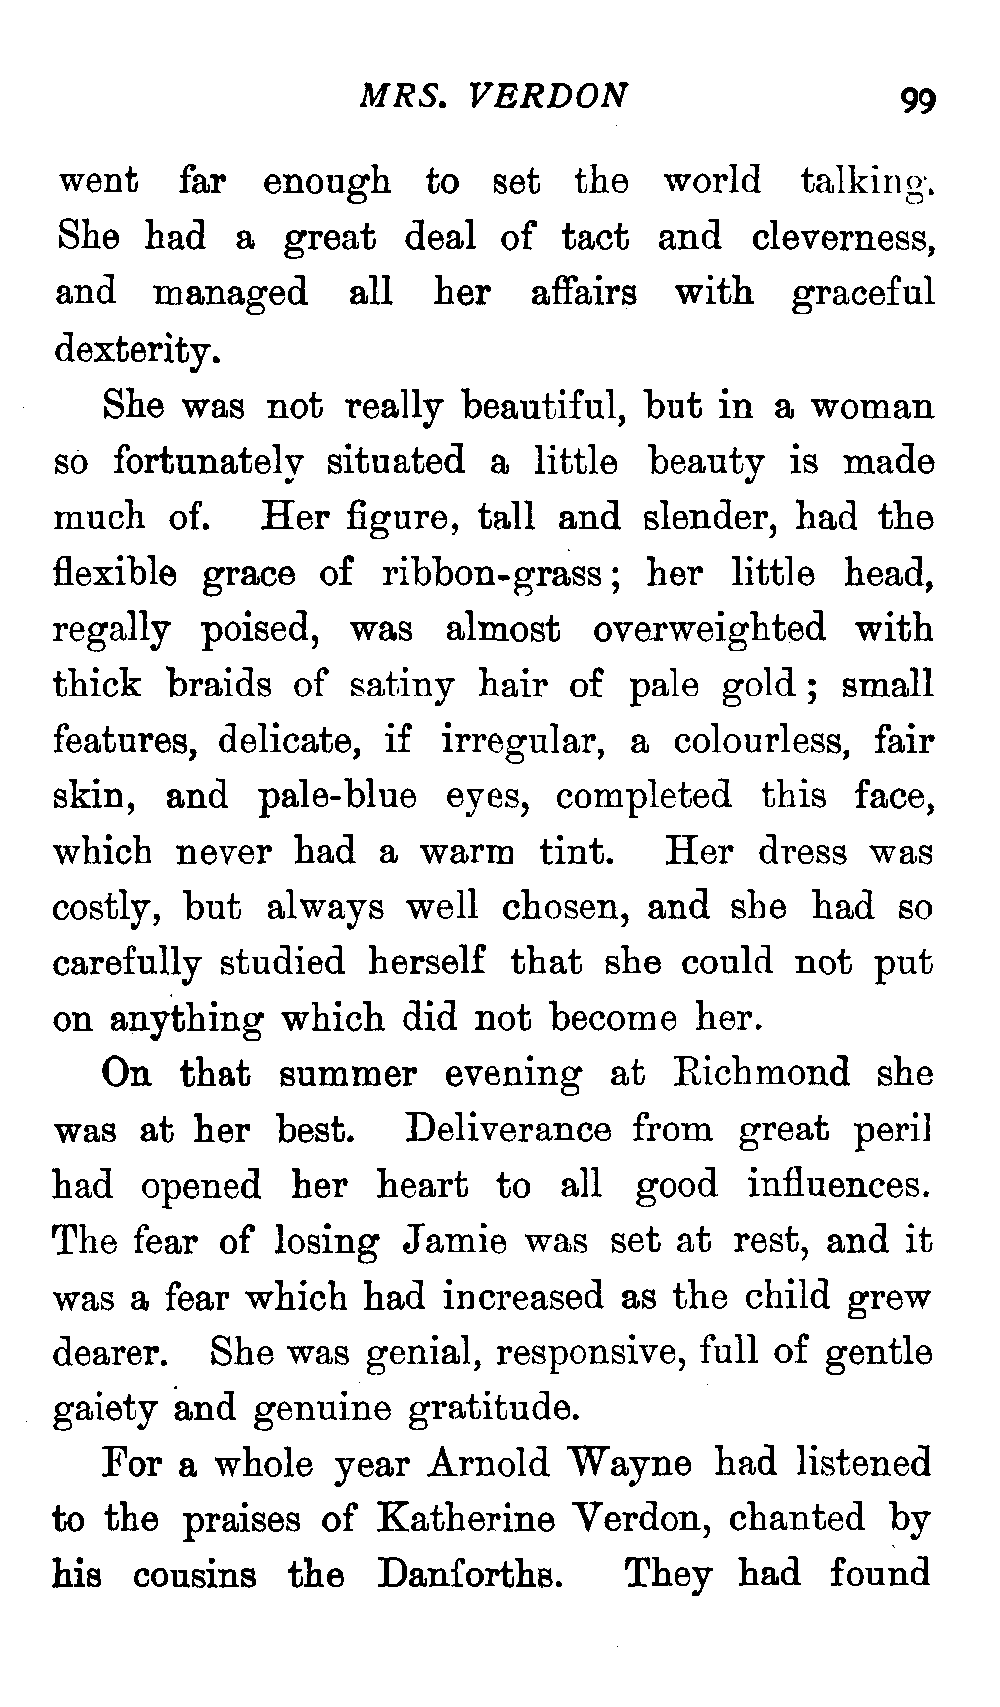 MRS. VERDON 99
went far enough to set the world talking.
She had a great deal of tact and cleverness,
and managed all her affairs with graceful
dexterity.
She was not really beautiful, but in a woman
so fortunately situated a little beauty is made
much of. Her figure, tall and slender, had the
flexible grace of ribbon-grass; her little head,
regally poised, was almost overweighted with
thick braids of satiny hair of pale gold; small
features, delicate, if irregular, a colourless, fair
skin, and pale-blue eyes, completed this face,
which never had a warm tint. Her dress was
costly, but always well chosen, and she had so
carefully studied herself that she could not put
on anything which did not become her.
On that summer evening at Richmond she
was at her best. Deliverance from great peril
had opened her heart to all good influences.
The fear of losing Jamie was set at rest, and it
was a fear which had increased as the child grew
dearer. She was genial, responsive, full of gentle
gaiety and genuine gratitude.
For a whole year Arnold Wayne had listened
to the praises of Katherine Verdon, chanted by
his cousins the Danforths. They had found